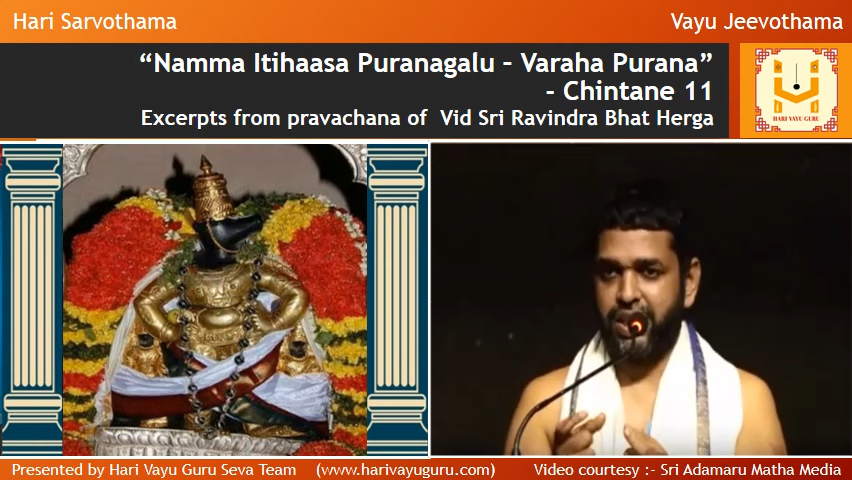 Hari Sarvothama
Vayu Jeevothama
“Namma Itihaasa Puranagalu – Varaha Purana”
- Chintane 11
Excerpts from pravachana of Vid Sri Ravindra Bhat Herga
HARI VAYU GURU
Presented by Hari Vayu Guru Seva Team (www.harivayuguru.com)
Video courtesy :- Sri Adamaru Matha Media